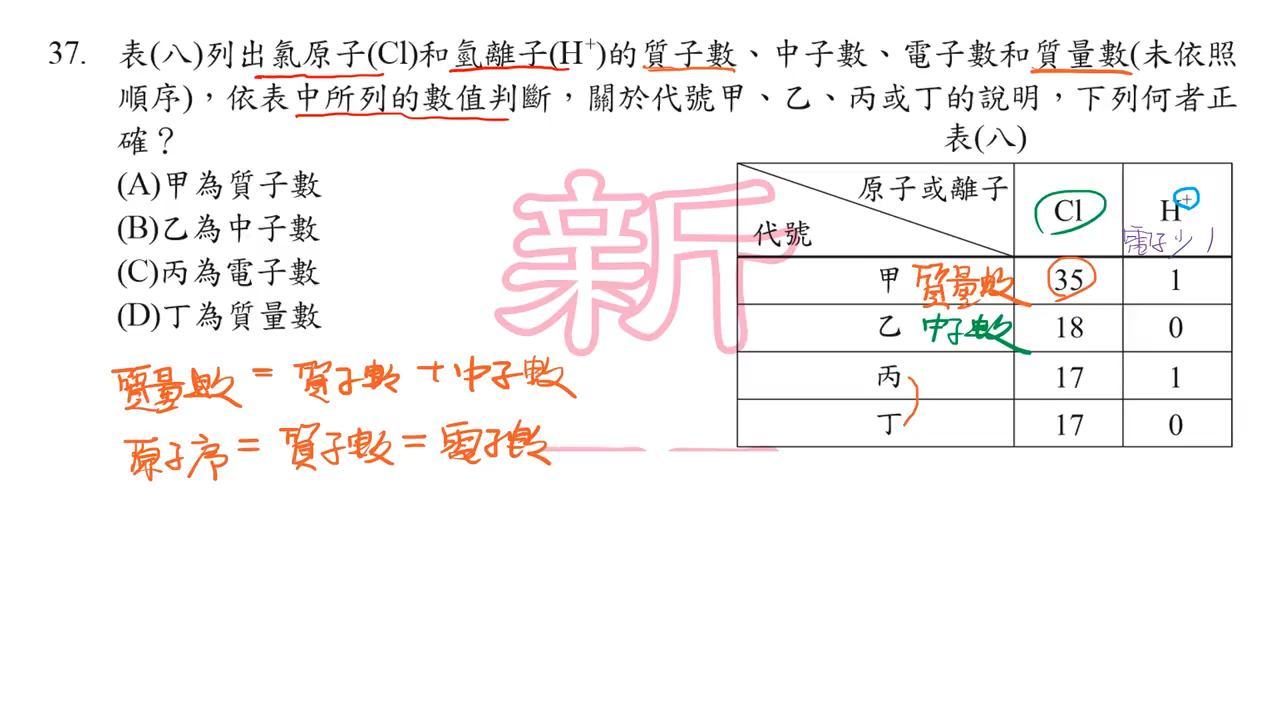 37. 表(八)列出氯原子(Cl)和氫離子(H⁺)的質子數、中子數、電子數和質量數(未依照
順序)，依表中所列的數值判斷，關於代號甲、乙、丙或丁的說明，下列何者正
確？
(A)甲為質子數
(B)乙為中子數
(C)丙為電子數
(D)丁為質量數
表(八)
原子或離子 Cl H⁺
代號 電子少1
甲 質量數 35 1
乙 中子數 18 0
丙 17 1
丁 17 0
質量數 = 質子數 + 中子數
原子序 = 質子數 = 電子數
新